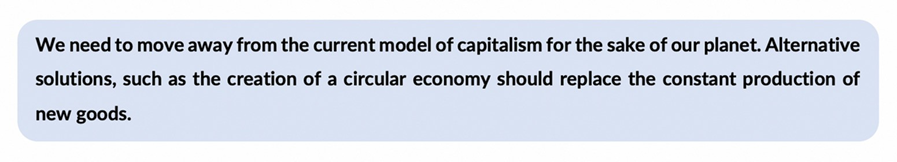 We need to move away from the current model of capitalism for the sake of our planet. Alternative
solutions, such as the creation of a circular economy should replace the constant production of
new goods.